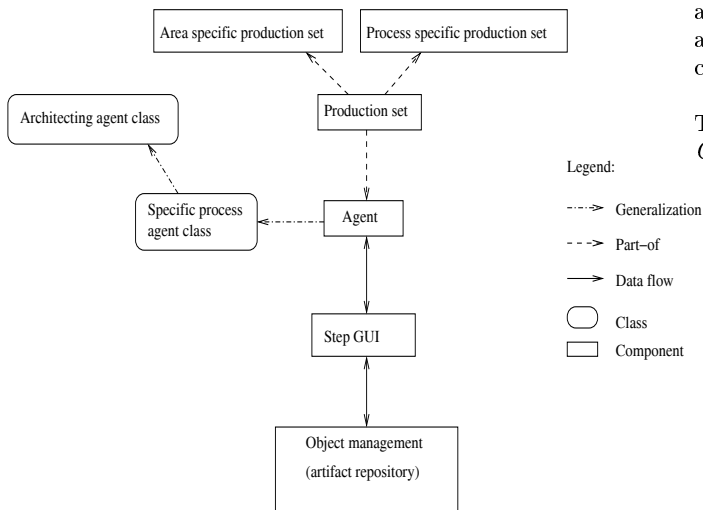 Area specific production set
Process specific production set
a
a
c
Production set
Architecting agent class
T
Legend:
Specific process
agent class
Agent
Generalization
Part-of
Data flow
Step GUI
Class
Component
Object management
(artifact repository)